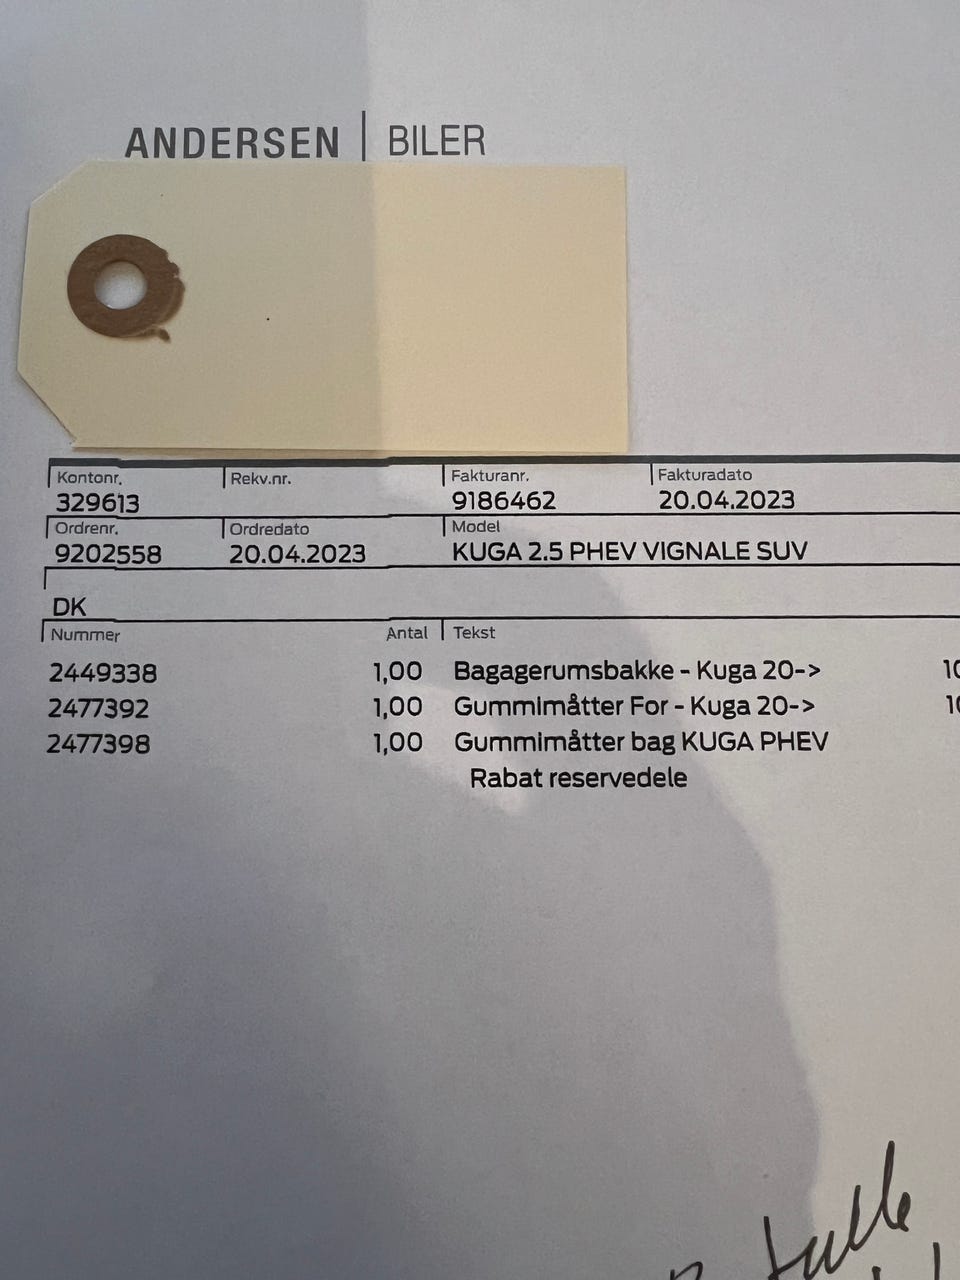 ANDERSEN | BILER
Kontonr. Rekv.nr. Fakturanr. Fakturadato
329613 9186462 20.04.2023
Ordrenr. Ordredato Model
9202558 20.04.2023 KUGA 2.5 PHEV VIGNALE SUV
DK
Nummer Antal Tekst
2449338 1,00 Bagagerumsbakke - Kuga 20-> 10
2477392 1,00 Gummimåtter For - Kuga 20-> 10
2477398 1,00 Gummimåtter bag KUGA PHEV
Rabat reservedele